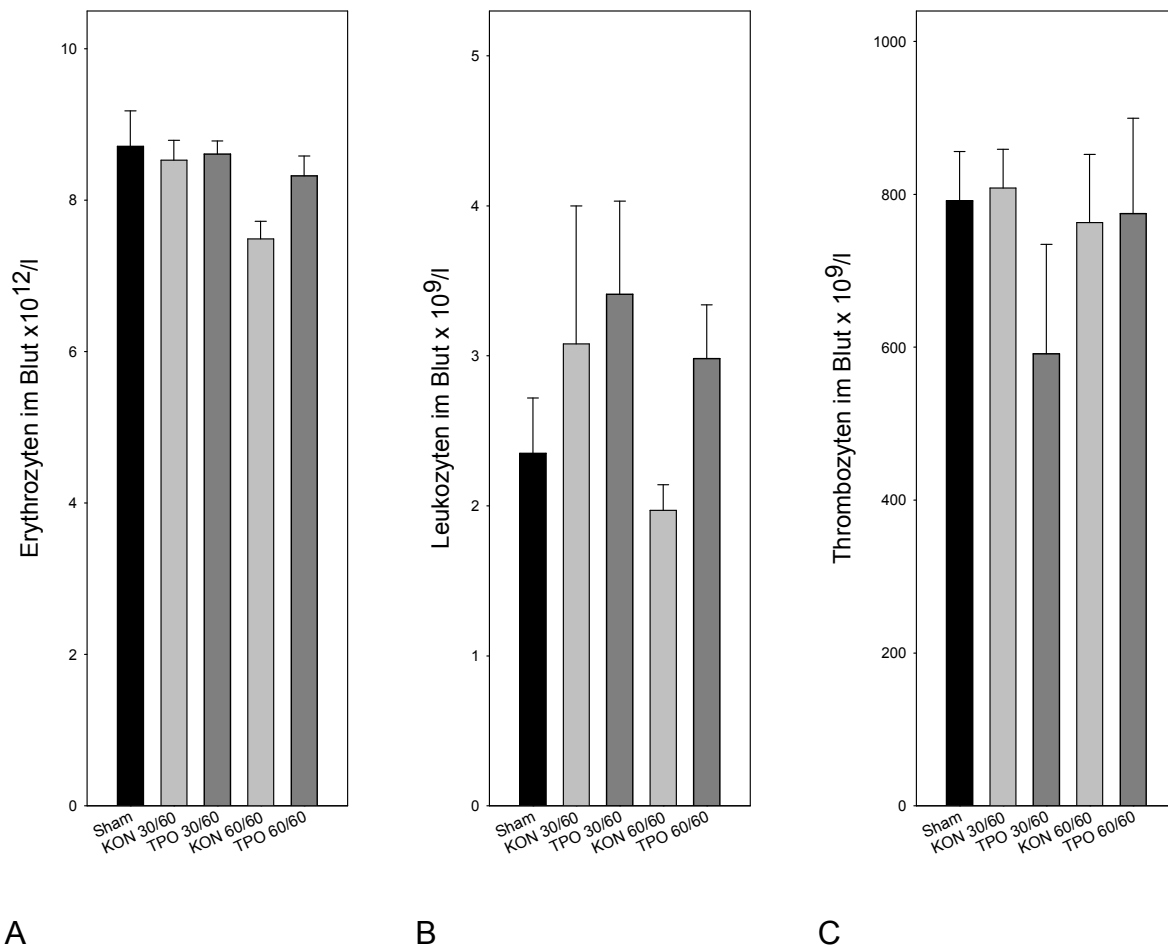 Erythrozyten im Blut x10¹²/l
10
8
6
4
2
0
Sham
KON 30/60
TPO 30/60
KON 60/60
TPO 60/60
A
Leukozyten im Blut x 10⁹/l
5
4
3
2
1
0
Sham
KON 30/60
TPO 30/60
KON 60/60
TPO 60/60
B
Thrombozyten im Blut x 10⁹/l
1000
800
600
400
200
0
Sham
KON 30/60
TPO 30/60
KON 60/60
TPO 60/60
C